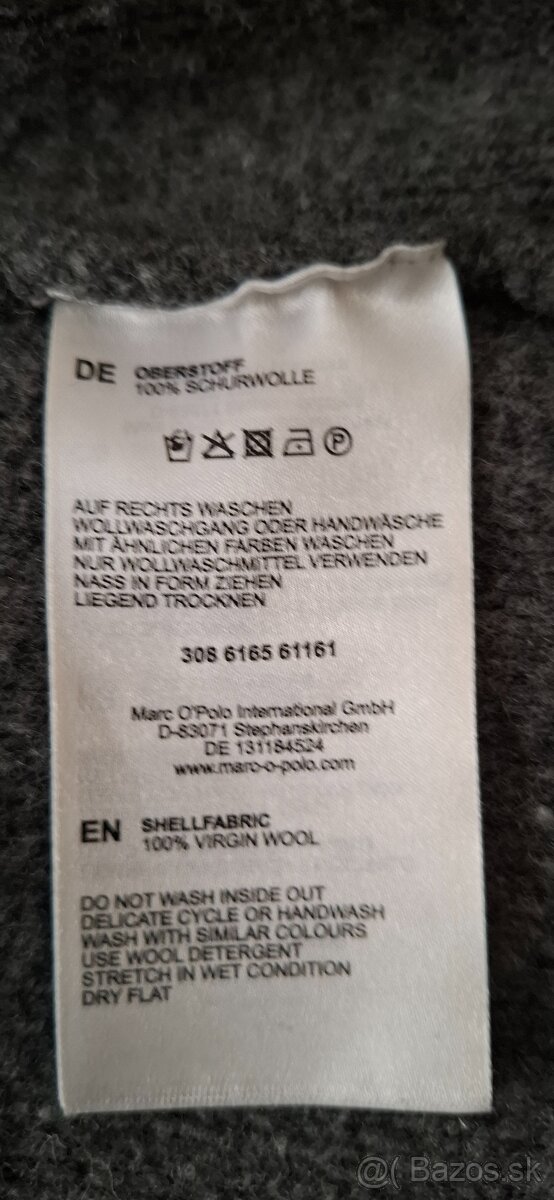 DE OBERSTOFF
100% SCHURWOLLE
AUF RECHTS WASCHEN
WOLLWASCHGANG ODER HANDWÄSCHE
MIT ÄHNLICHEN FARBEN WASCHEN
NUR WOLLWASCHMITTEL VERWENDEN
NASS IN FORM ZIEHEN
LIEGEND TROCKNEN
308 6165 61161
Marc O'Polo International GmbH
D-83071 Stephanskirchen
DE 131184524
www.marc-o-polo.com
EN SHELLFABRIC
100% VIRGIN WOOL
DO NOT WASH INSIDE OUT
DELICATE CYCLE OR HANDWASH
WASH WITH SIMILAR COLOURS
USE WOOL DETERGENT
STRETCH IN WET CONDITION
DRY FLAT
@( Bazos.sk